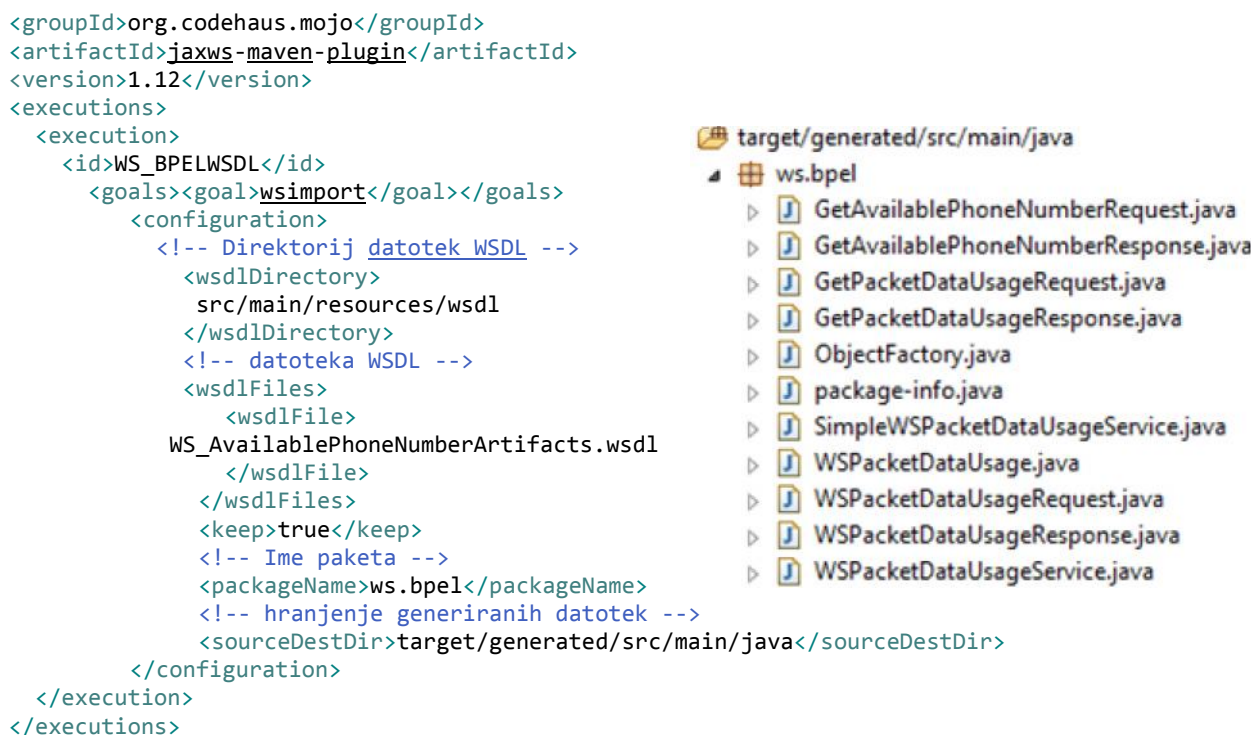 <groupId>org.codehaus.mojo</groupId>
<artifactId>jaxws-maven-plugin</artifactId>
<version>1.12</version>
<executions>
<execution>
<id>WS_BPELWSDL</id>
<goals><goal>wsimport</goal></goals>
<configuration>
<!-- Direktorij datotek WSDL -->
<wsdlDirectory>
src/main/resources/wsdl
</wsdlDirectory>
<!-- datoteka WSDL -->
<wsdlFiles>
<wsdlFile>
WS_AvailablePhoneNumberArtifacts.wsdl
</wsdlFile>
</wsdlFiles>
<keep>true</keep>
<!-- Ime paketa -->
<packageName>ws.bpel</packageName>
<!-- hranjenje generiranih datotek -->
<sourceDestDir>target/generated/src/main/java</sourceDestDir>
</configuration>
</execution>
</executions>
target/generated/src/main/java
ws.bpel
GetAvailablePhoneNumberRequest.java
GetAvailablePhoneNumberResponse.java
GetPacketDataUsageRequest.java
GetPacketDataUsageResponse.java
ObjectFactory.java
package-info.java
SimpleWSPacketDataUsageService.java
WSPacketDataUsage.java
WSPacketDataUsageRequest.java
WSPacketDataUsageResponse.java
WSPacketDataUsageService.java